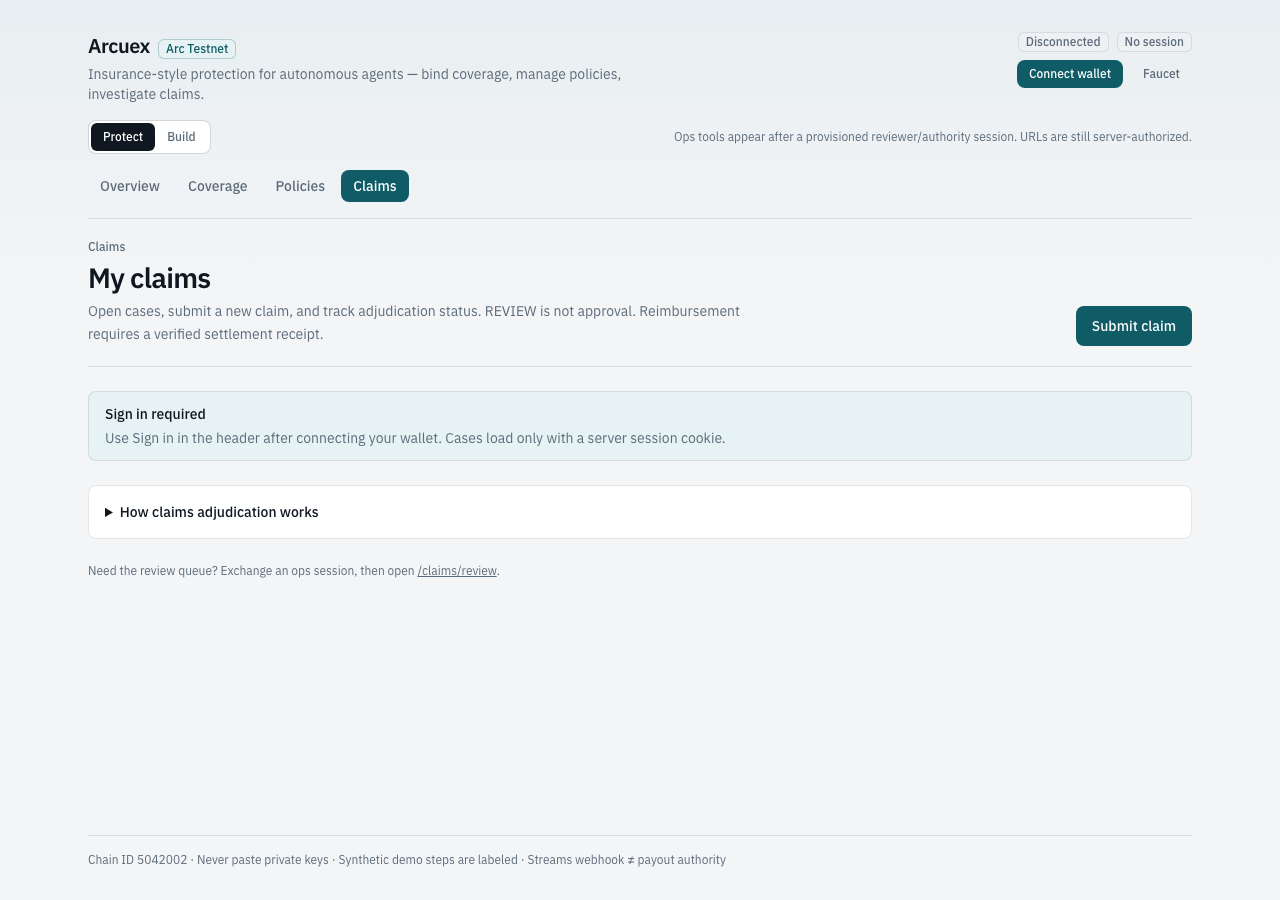 Arcuex Arc Testnet
Disconnected No session
Insurance-style protection for autonomous agents — bind coverage, manage policies,
investigate claims.
Connect wallet Faucet
Protect Build
Ops tools appear after a provisioned reviewer/authority session. URLs are still server-authorized.
Overview Coverage Policies Claims
Claims
My claims
Open cases, submit a new claim, and track adjudication status. REVIEW is not approval. Reimbursement
requires a verified settlement receipt.
Submit claim
Sign in required
Use Sign in in the header after connecting your wallet. Cases load only with a server session cookie.
How claims adjudication works
Need the review queue? Exchange an ops session, then open /claims/review.
Chain ID 5042002 · Never paste private keys · Synthetic demo steps are labeled · Streams webhook ≠ payout authority